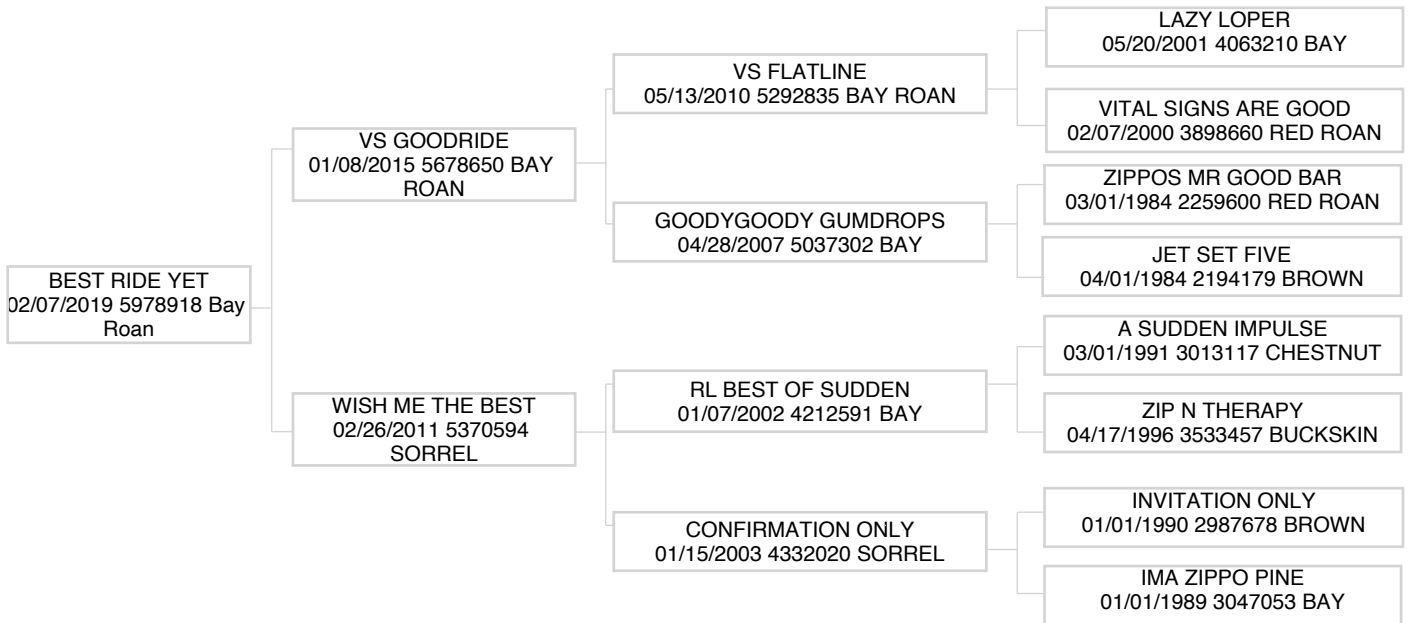 BEST RIDE YET
02/07/2019 5978918 Bay
Roan
VS GOODRIDE
01/08/2015 5678650 BAY
ROAN
WISH ME THE BEST
02/26/2011 5370594
SORREL
VS FLATLINE
05/13/2010 5292835 BAY ROAN
GOODYGOODY GUMDROPS
04/28/2007 5037302 BAY
RL BEST OF SUDDEN
01/07/2002 4212591 BAY
CONFIRMATION ONLY
01/15/2003 4332020 SORREL
LAZY LOPER
05/20/2001 4063210 BAY
VITAL SIGNS ARE GOOD
02/07/2000 3898660 RED ROAN
ZIPPOS MR GOOD BAR
03/01/1984 2259600 RED ROAN
JET SET FIVE
04/01/1984 2194179 BROWN
A SUDDEN IMPULSE
03/01/1991 3013117 CHESTNUT
ZIP N THERAPY
04/17/1996 3533457 BUCKSKIN
INVITATION ONLY
01/01/1990 2987678 BROWN
IMA ZIPPO PINE
01/01/1989 3047053 BAY